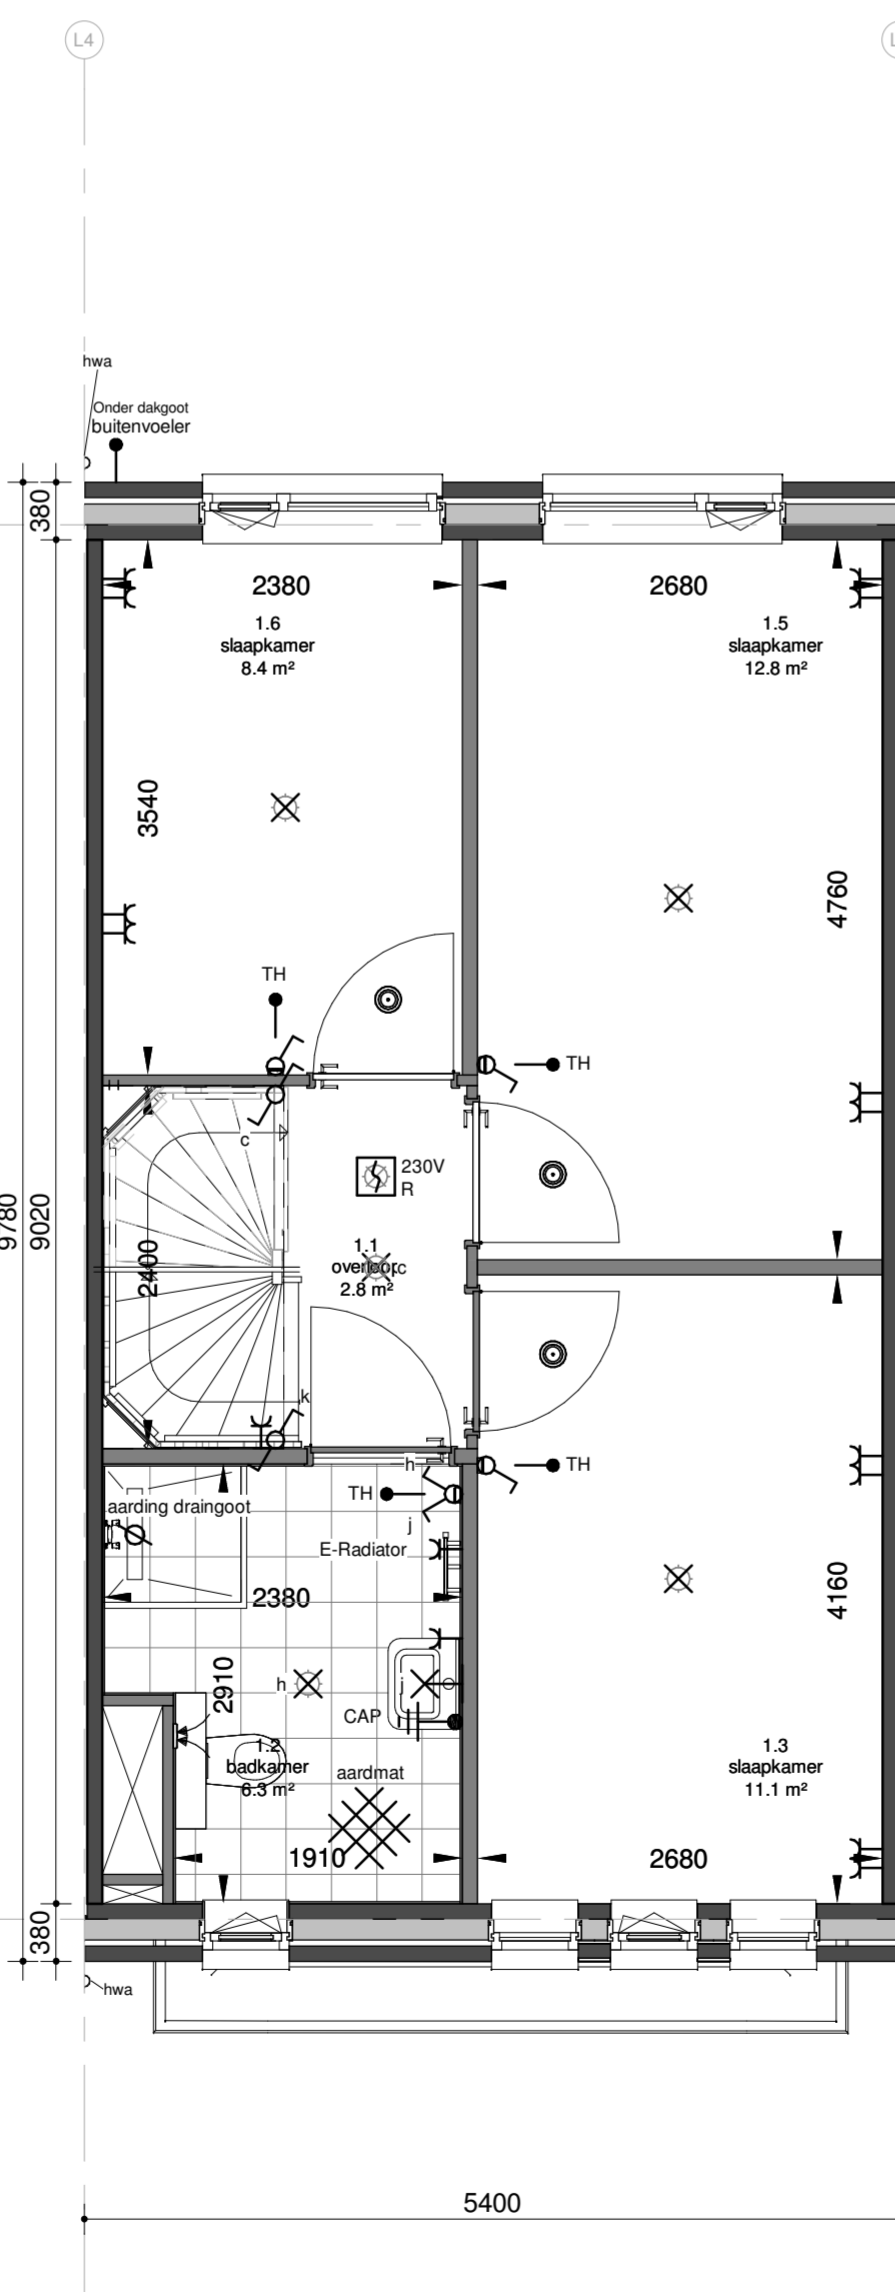 L4
hwa
Onder dakgoot
buitenvoeler
380
2380
2680
1.6
slaapkamer
8.4 m²
1.5
slaapkamer
12.8 m²
3540
4760
TH
TH
c
230V
R
9780
9020
2400
1.1
overloop
c
2.8 m²
k
h
TH
TH
aarding draingoot
j
E-Radiator
2380
4160
2910
h
j
CAP
1.2
badkamer
6.3 m²
aardmat
1.3
slaapkamer
11.1 m²
1910
2680
380
hwa
5400